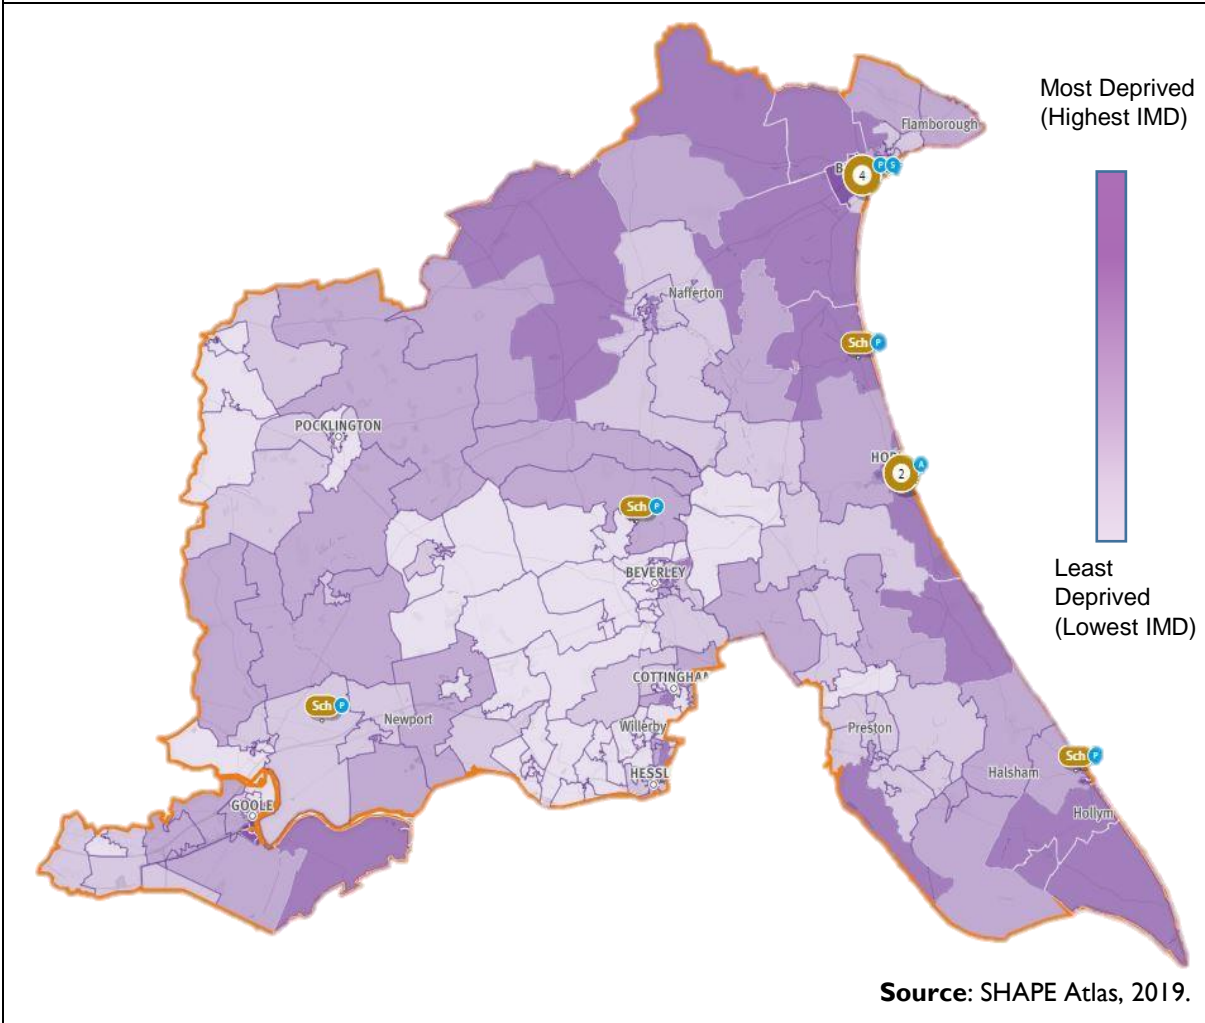 Most Deprived
(Highest IMD)
Flamborough
B
4
P
S
Nafferton
Sch
P
POCKLINGTON
HOR
2
A
Sch
P
BEVERLEY
Least
Deprived
(Lowest IMD)
COTTINGHAM
Sch
P
Newport
Willerby
Preston
Sch
P
HESSL
Halsham
GOOLE
Hollym
Source: SHAPE Atlas, 2019.